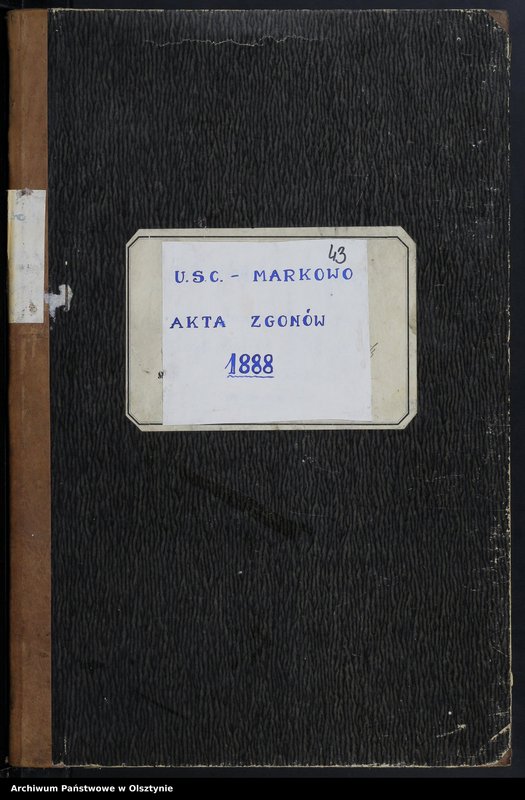 43
U.S.C. - MARKOWO
AKTA ZGONÓW
1888
Archiwum Państwowe w Olsztynie